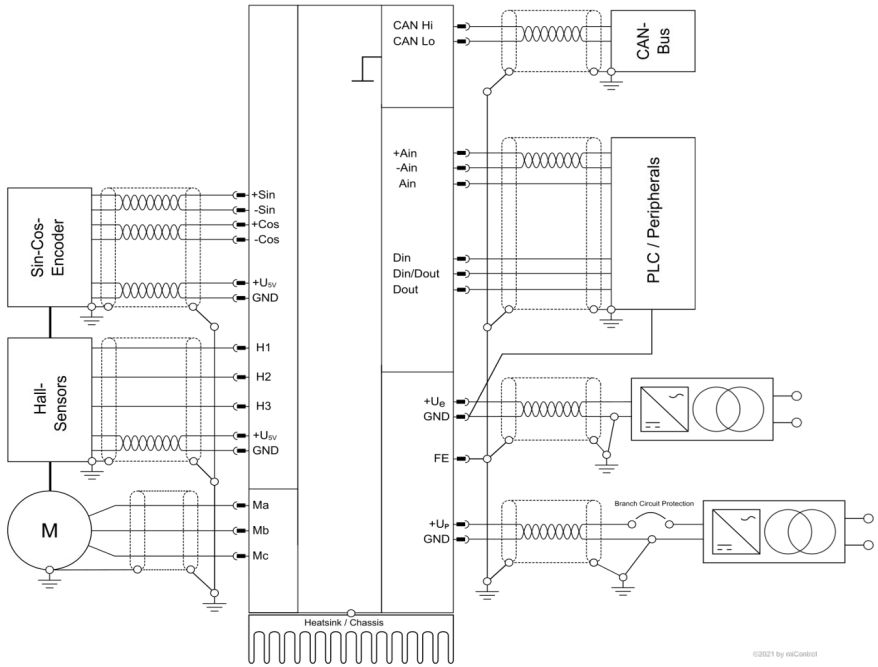 CAN Hi
CAN Lo
CAN-
Bus
+Ain
-Ain
Ain
Din
Din/Dout
Dout
PLC / Peripherals
Sin-Cos-
Encoder
+Sin
-Sin
+Cos
-Cos
+U5V
GND
Hall-
Sensors
H1
H2
H3
+U5V
GND
M
Ma
Mb
Mc
+Ue
GND
FE
Branch Circuit Protection
+UP
GND
Heatsink / Chassis
©2021 by miControl